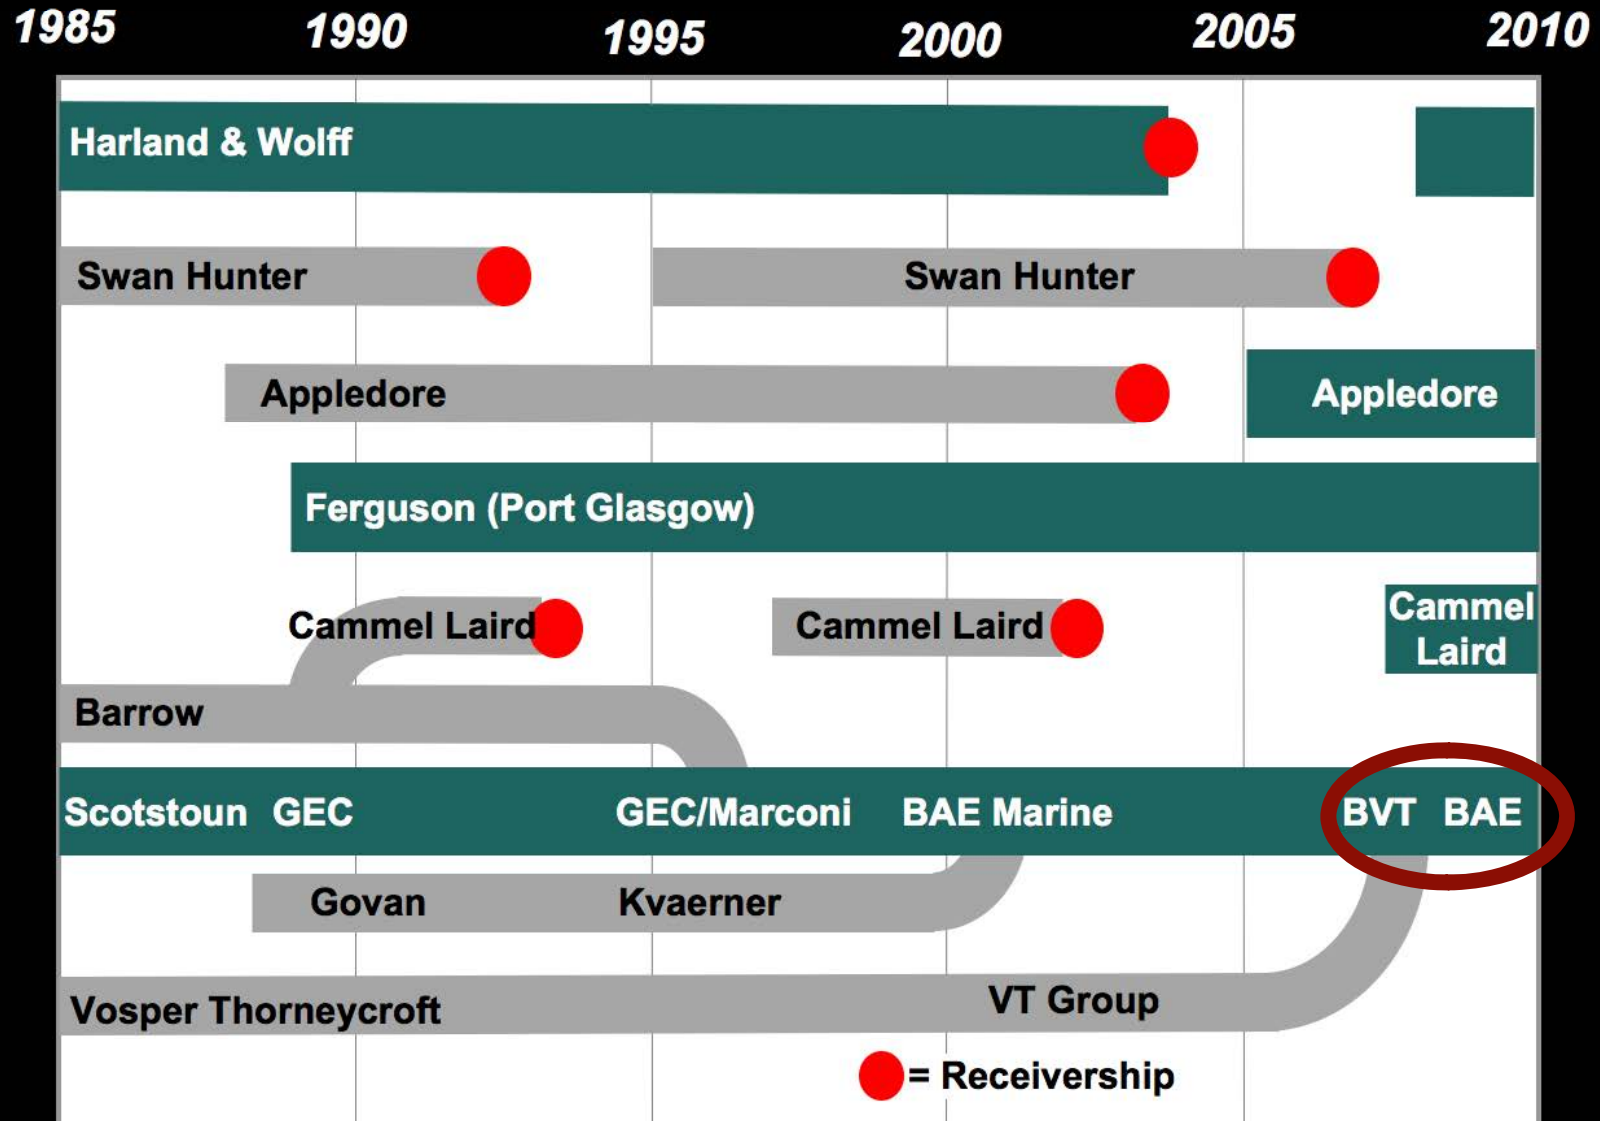 1985 1990 1995 2000 2005 2010
Harland & Wolff
Swan Hunter Swan Hunter
Appledore Appledore
Ferguson (Port Glasgow)
Cammel Laird Cammel Laird Cammel
Laird
Barrow
Scotstoun GEC GEC/Marconi BAE Marine BVT BAE
Govan Kvaerner
Vosper Thorneycroft VT Group
= Receivership